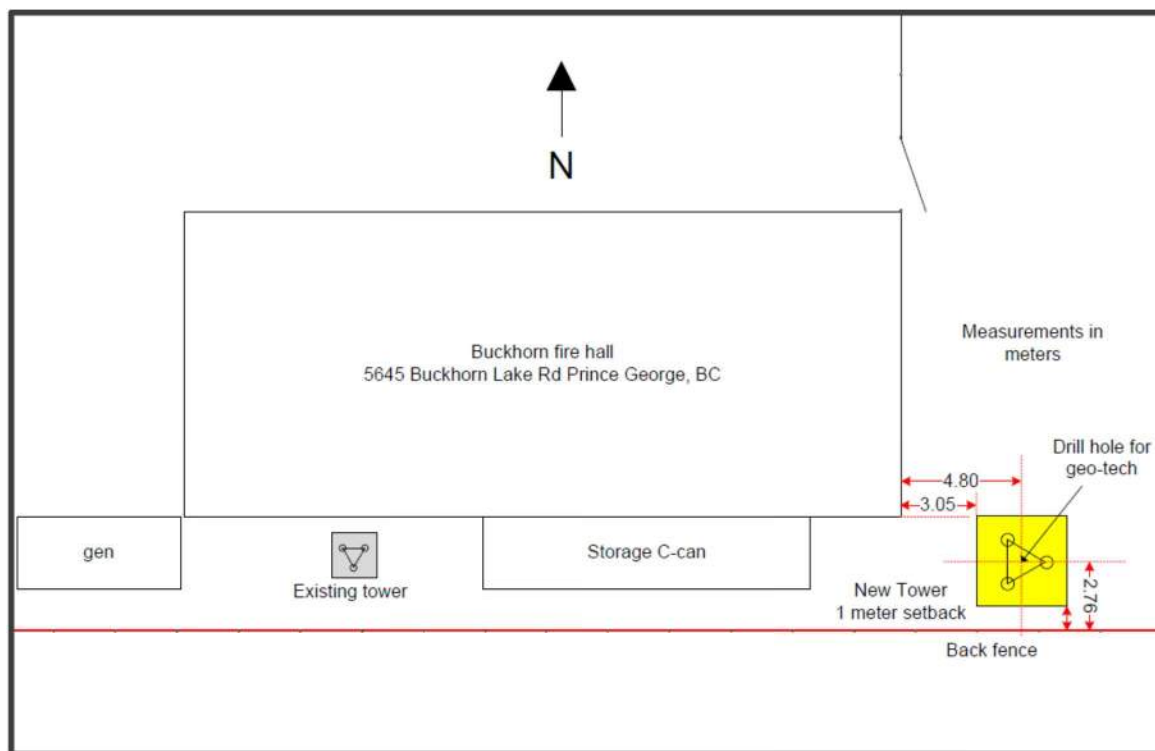 N
Buckhorn fire hall
5645 Buckhorn Lake Rd Prince George, BC
Measurements in
meters
Drill hole for
geo-tech
4.80
3.05
gen
Existing tower
Storage C-can
New Tower
1 meter setback
2.76
Back fence